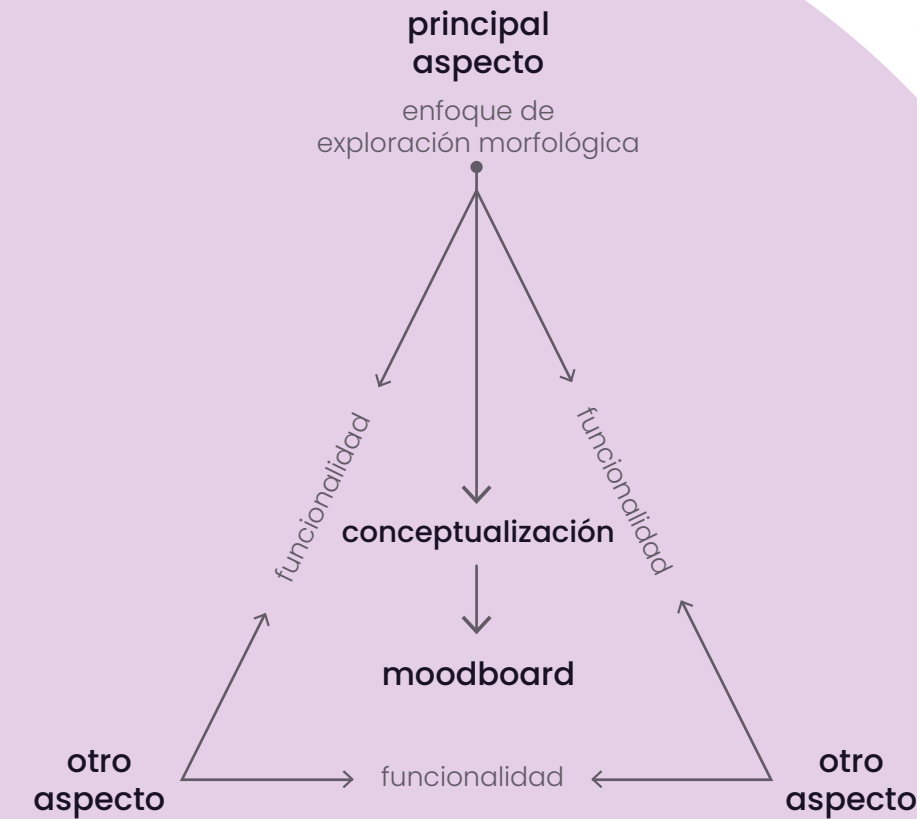 principal
aspecto
enfoque de
exploración morfológica
funcionalidad
funcionalidad
conceptualización
moodboard
otro
aspecto
funcionalidad
otro
aspecto